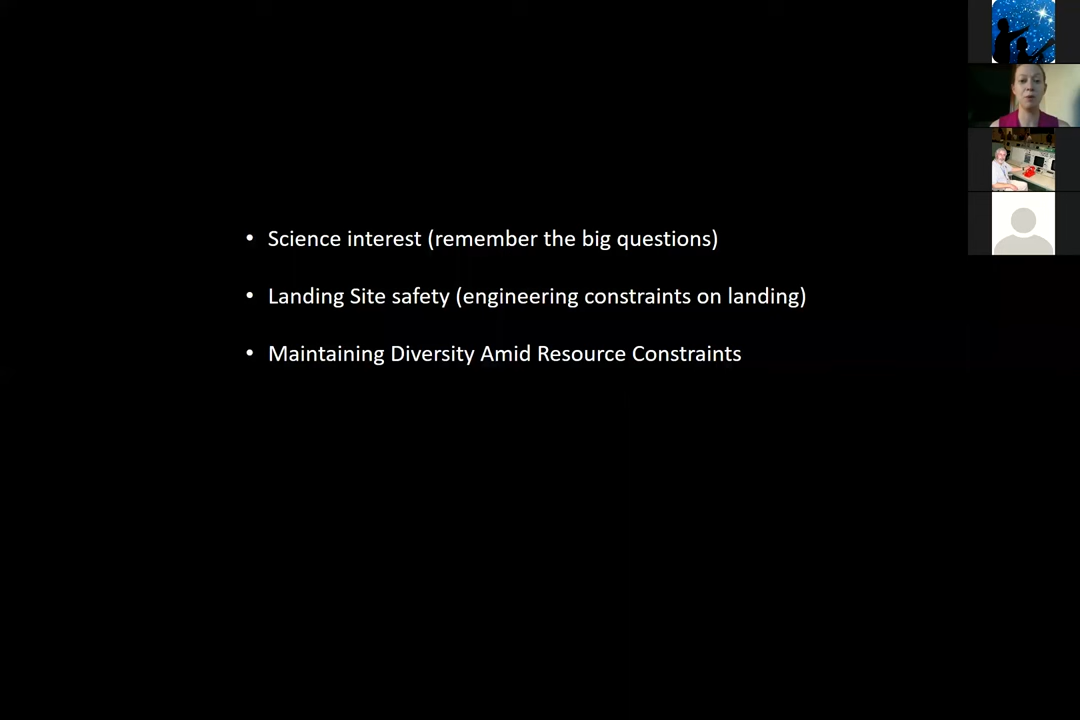 • Science interest (remember the big questions)
• Landing Site safety (engineering constraints on landing)
• Maintaining Diversity Amid Resource Constraints